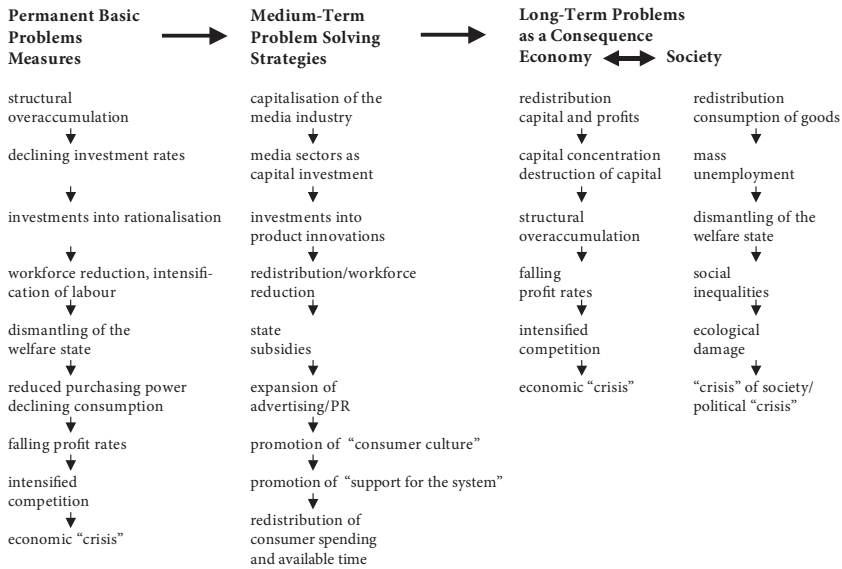 Permanent Basic
Problems
Measures
structural
overaccumulation
declining investment rates
investments into rationalisation
workforce reduction, intensifi-
cation of labour
dismantling of the
welfare state
reduced purchasing power
declining consumption
falling profit rates
intensified
competition
economic “crisis”
Medium-Term
Problem Solving
Strategies
capitalisation of the
media industry
media sectors as
capital investment
investments into
product innovations
redistribution/workforce
reduction
state
subsidies
expansion of
advertising/PR
promotion of “consumer culture”
promotion of “support for the system”
redistribution of
consumer spending
and available time
Long-Term Problems
as a Consequence
Economy
redistribution
capital and profits
capital concentration
destruction of capital
structural
overaccumulation
falling
profit rates
intensified
competition
economic “crisis”
Society
redistribution
consumption of goods
mass
unemployment
dismantling of the
welfare state
social
inequalities
ecological
damage
“crisis” of society/
political “crisis”